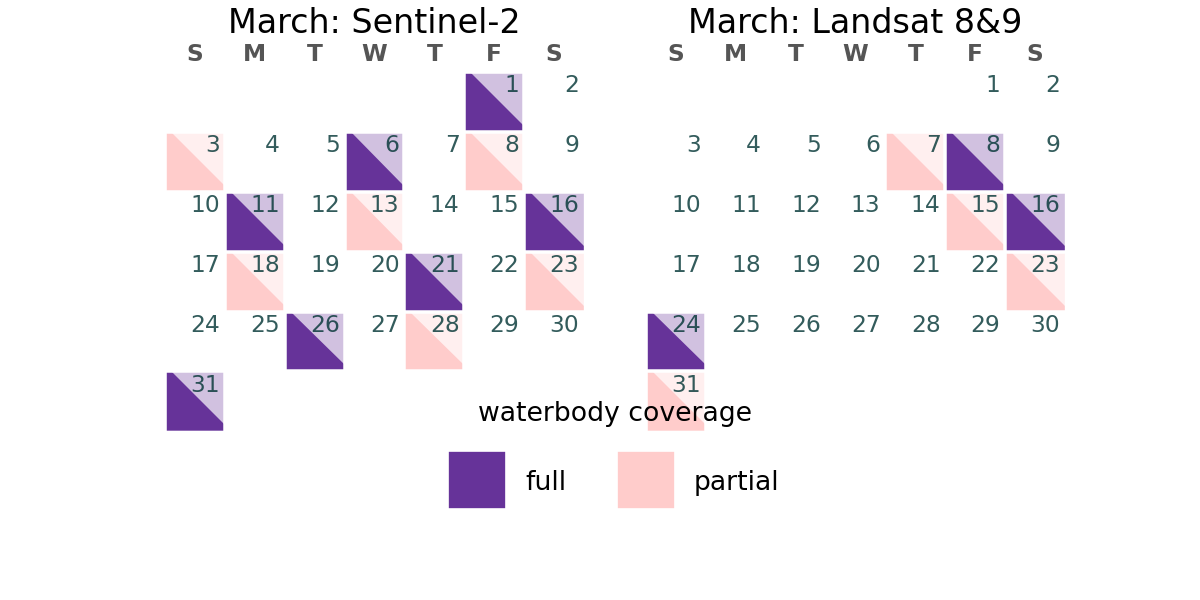 March: Sentinel-2
S M T W T F S
1 2
3 4 5 6 7 8 9
10 11 12 13 14 15 16
17 18 19 20 21 22 23
24 25 26 27 28 29 30
31
March: Landsat 8&9
S M T W T F S
1 2
3 4 5 6 7 8 9
10 11 12 13 14 15 16
17 18 19 20 21 22 23
24 25 26 27 28 29 30
31
waterbody coverage
full
partial